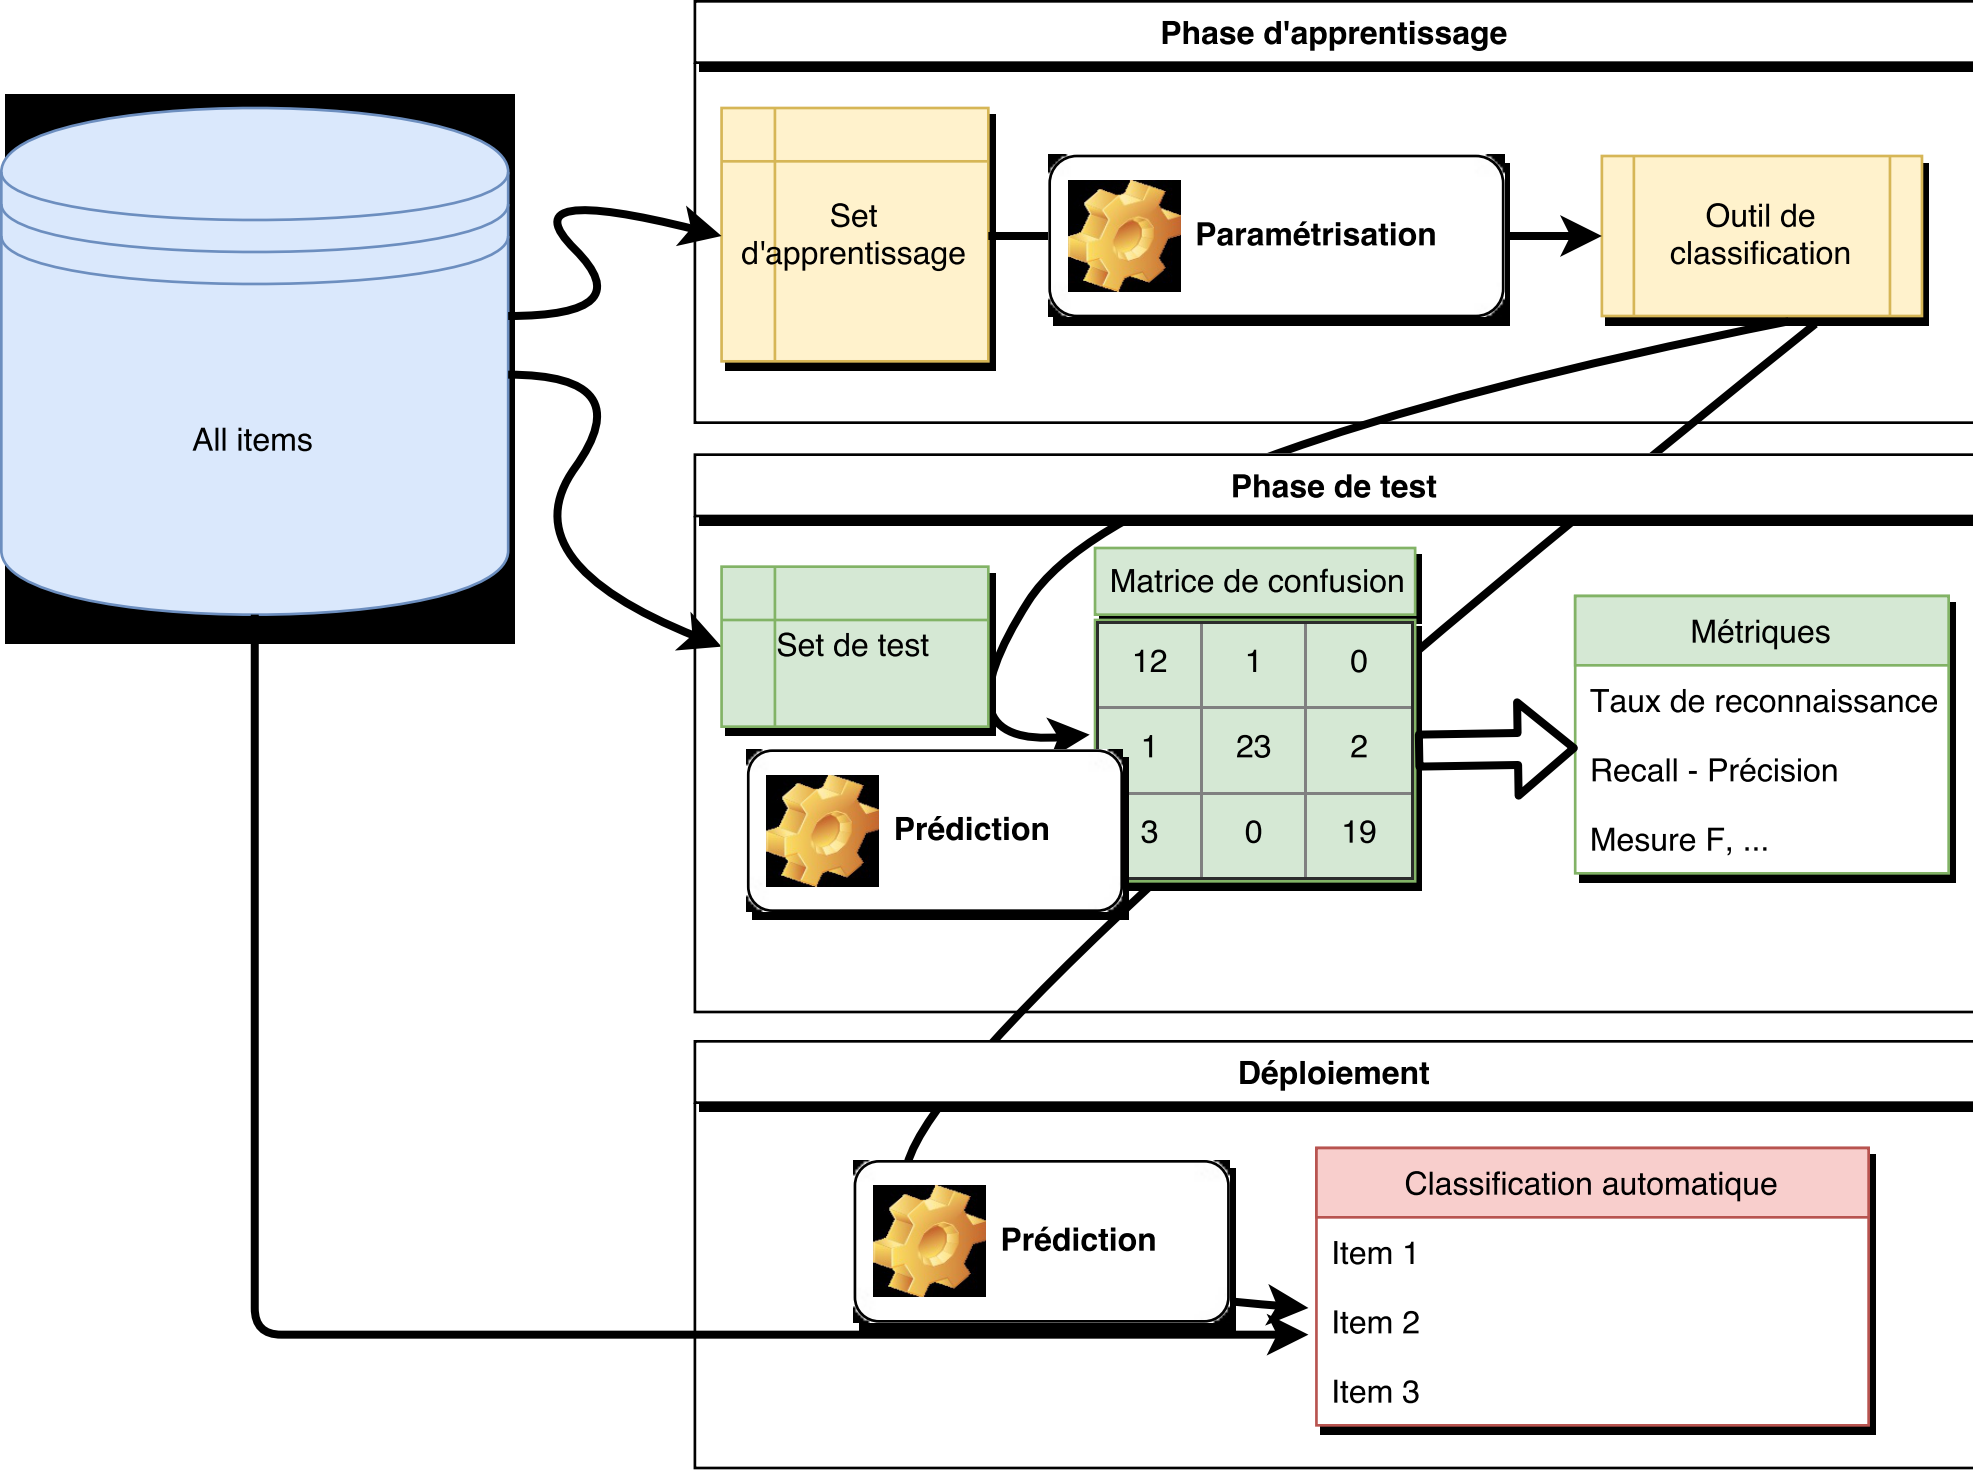 Phase d'apprentissage
Set
d'apprentissage
Paramétrisation
Outil de
classification
All items
Phase de test
Set de test
Matrice de confusion
12 1 0
1 23 2
3 0 19
Prédiction
Métriques
Taux de reconnaissance
Recall - Précision
Mesure F, ...
Déploiement
Prédiction
Classification automatique
Item 1
Item 2
Item 3